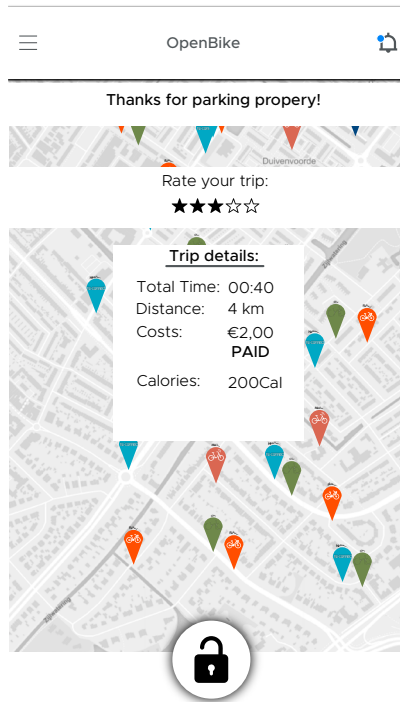 OpenBike
Thanks for parking propery!
Duivenvoorde
Rate your trip:
Trip details:
Total Time: 00:40
Distance: 4 km
Costs: €2,00
PAID
Calories: 200Cal